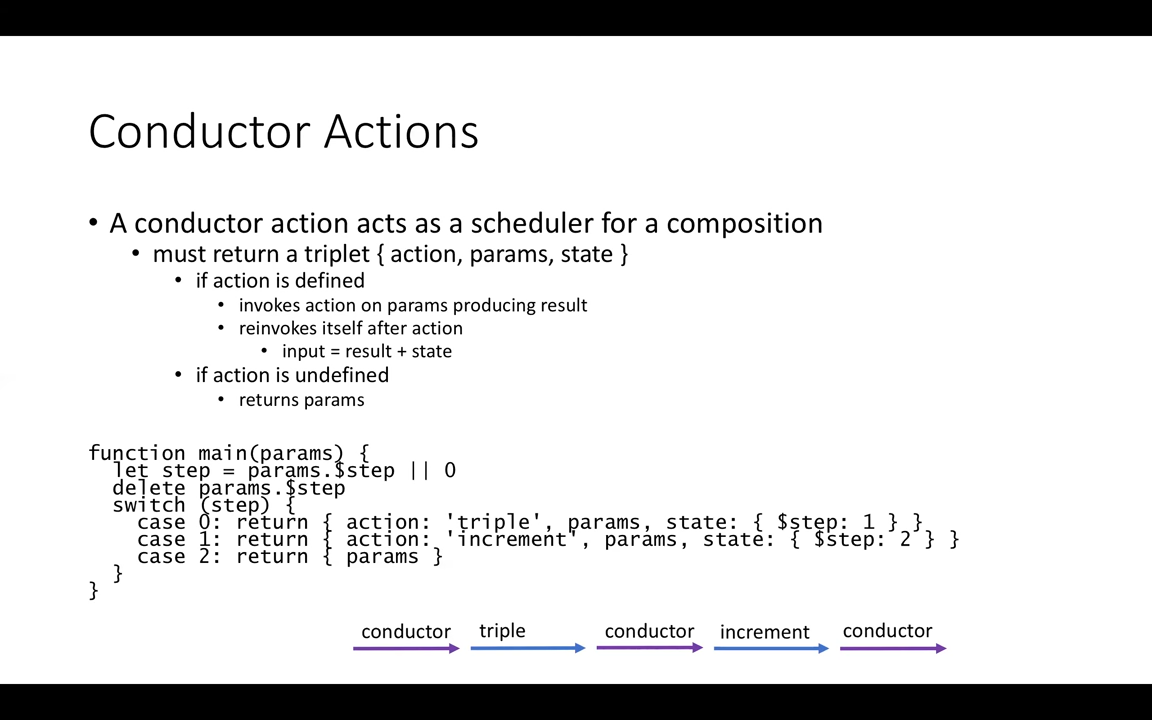 Conductor Actions
• A conductor action acts as a scheduler for a composition
• must return a triplet { action, params, state }
• if action is defined
• invokes action on params producing result
• reinvokes itself after action
• input = result + state
• if action is undefined
• returns params
function main(params) {
  let step = params.$step || 0
  delete params.$step
  switch (step) {
    case 0: return { action: 'triple', params, state: { $step: 1 } }
    case 1: return { action: 'increment', params, state: { $step: 2 } }
    case 2: return { params }
  }
}
conductor triple conductor increment conductor